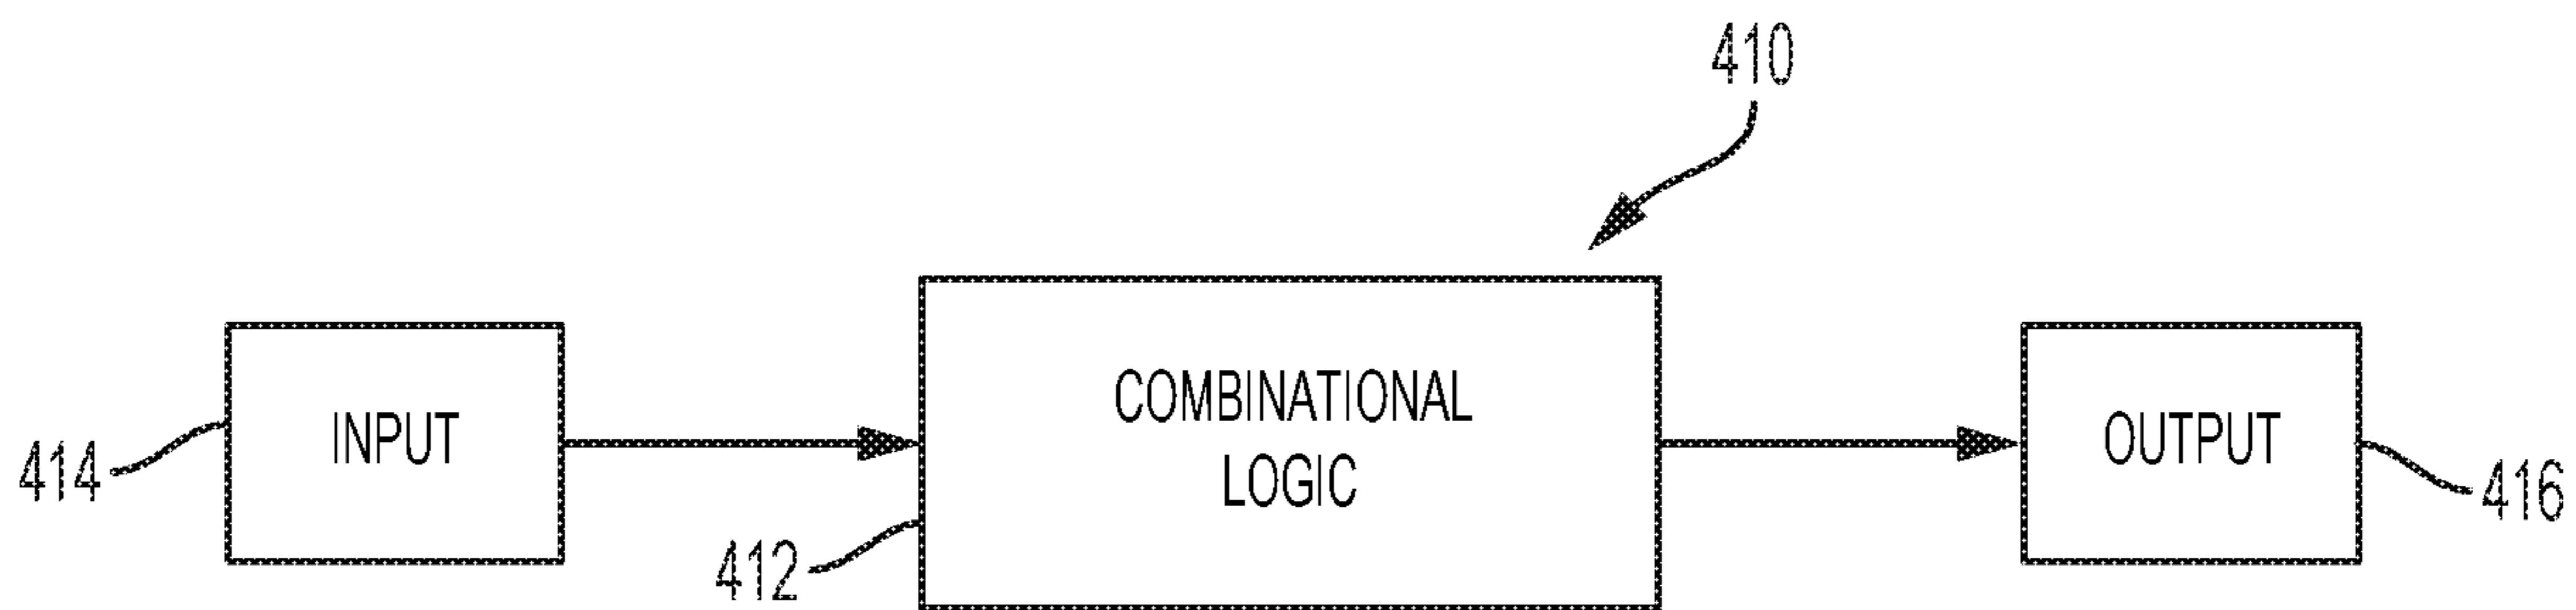 410
INPUT
COMBINATIONAL
LOGIC
OUTPUT
414
412
416